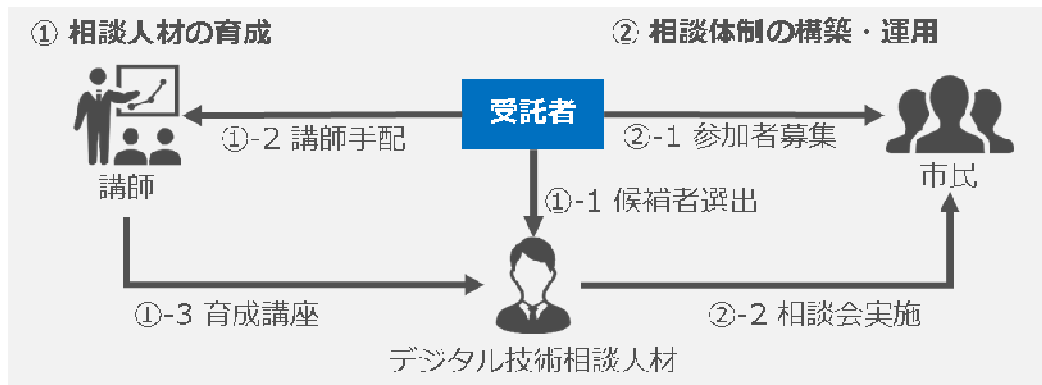 ① 相談人材の育成
② 相談体制の構築・運用
受託者
①-2 講師手配
②-1 参加者募集
講師
市民
①-1 候補者選出
①-3 育成講座
②-2 相談会実施
デジタル技術相談人材